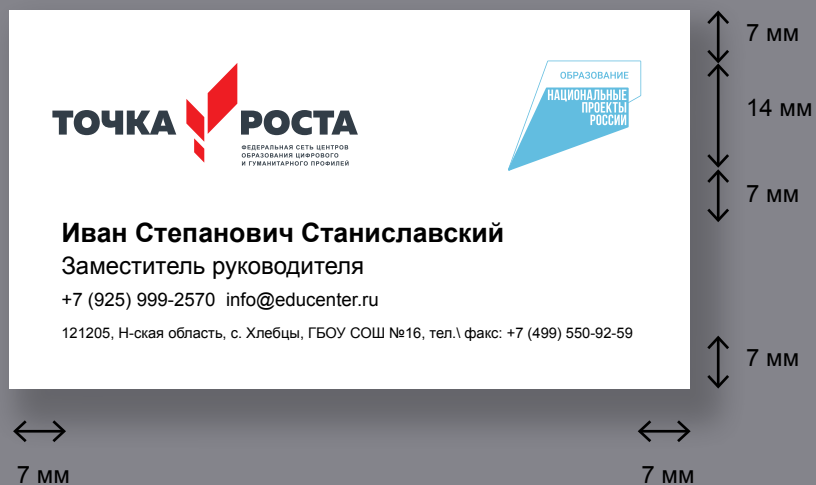 ТОЧКА РОСТА
ФЕДЕРАЛЬНАЯ СЕТЬ ЦЕНТРОВ
ОБРАЗОВАНИЯ ЦИФРОВОГО
И ГУМАНИТАРНОГО ПРОФИЛЕЙ
ОБРАЗОВАНИЕ
НАЦИОНАЛЬНЫЕ
ПРОЕКТЫ
РОССИИ
Иван Степанович Станиславский
Заместитель руководителя
+7 (925) 999-2570 info@educenter.ru
121205, Н-ская область, с. Хлебцы, ГБОУ СОШ №16, тел.\ факс: +7 (499) 550-92-59
7 мм
14 мм
7 мм
7 мм
7 мм
7 мм